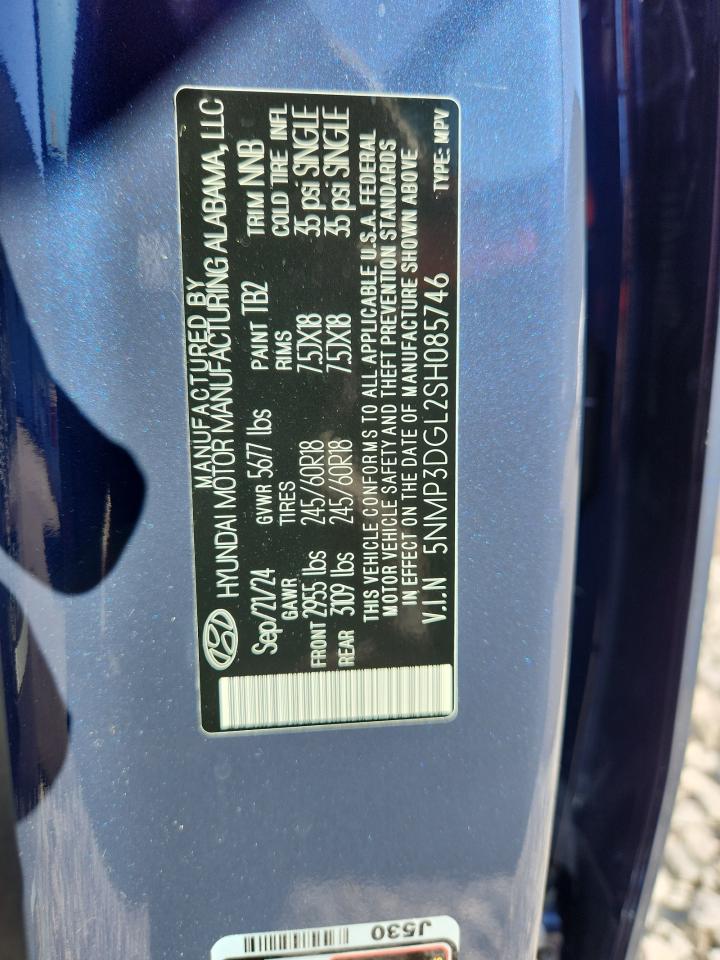 MANUFACTURED BY
HYUNDAI MOTOR MANUFACTURING ALABAMA, LLC
Sep/21/24 GVWR 5677 lbs PAINT TB2 TRIM NNB
GAWR TIRES RIMS COLD TIRE INFL
FRONT 2955 lbs 245/60R18 7.5JX18 35 psi SINGLE
REAR 3109 lbs 245/60R18 7.5JX18 35 psi SINGLE
THIS VEHICLE CONFORMS TO ALL APPLICABLE U.S.A. FEDERAL
MOTOR VEHICLE SAFETY AND THEFT PREVENTION STANDARDS
IN EFFECT ON THE DATE OF MANUFACTURE SHOWN ABOVE
V.I.N 5NMP3DGL2SH085746 TYPE: MPV
J530